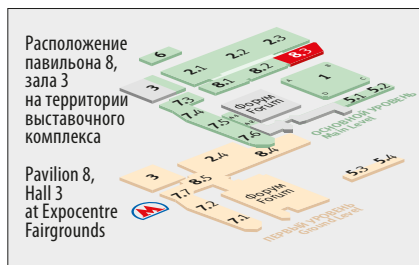 Расположение
павильона 8,
зала 3
на территории
выставочного
комплекса
Pavilion 8,
Hall 3
at Expocentre
Fairgrounds
6
2.1
2.2
2.3
8.1
8.2
8.3
3
1
A
B
C
D
7.3
7.4
7.5
7.6
Форум
Forum
5.1
5.2
ОСНОВНОЙ УРОВЕНЬ
Main Level
3
2.4
8.4
8.5
7.7
7.2
7.1
Форум
Forum
5.3
5.4
ПЕРВЫЙ УРОВЕНЬ
Ground Level
М